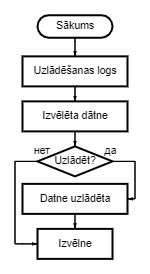 Sākums
Uzlādēšanas logs
Izvēlēta dātne
нет
да
Uzlādēt?
Datne uzlādēta
Izvēlne